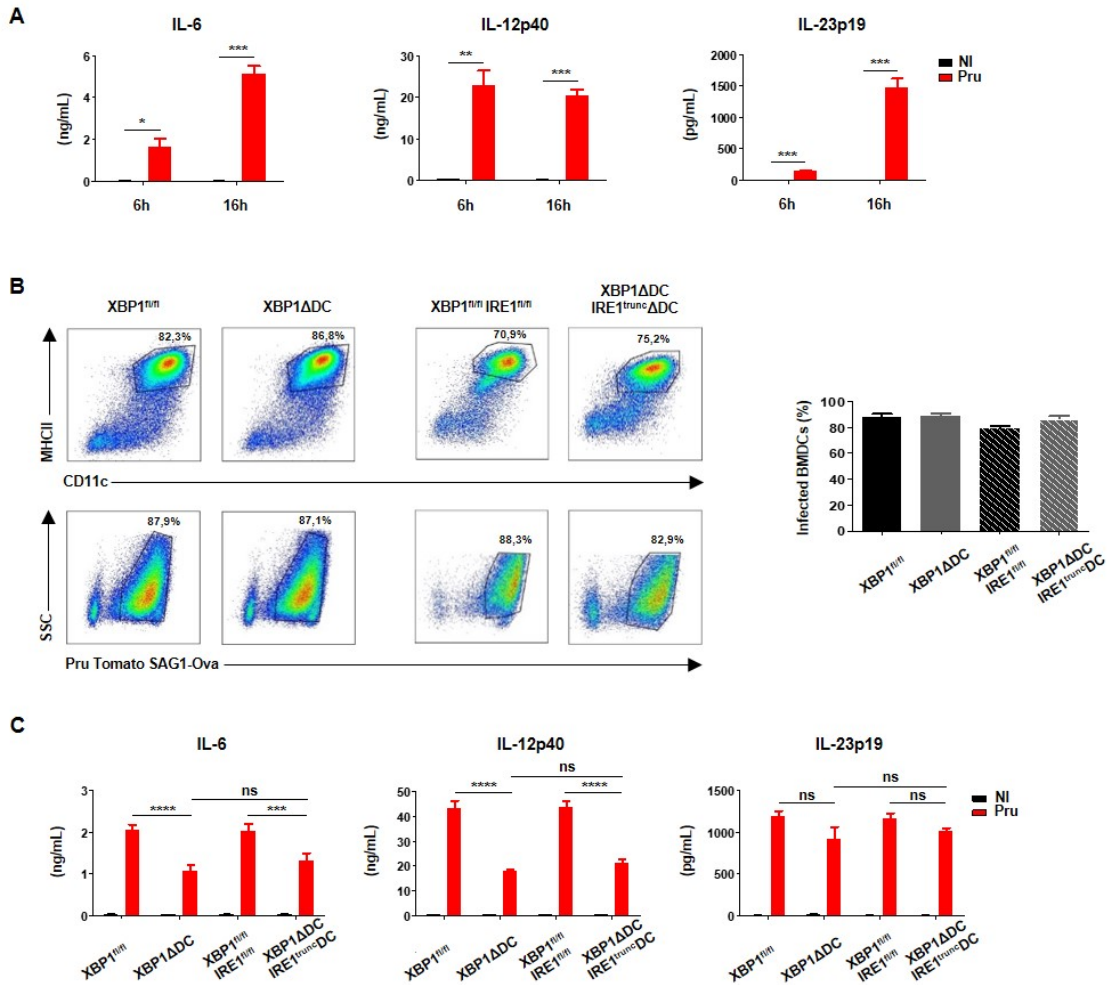 A
IL-6
IL-12p40
IL-23p19
(ng/mL)
6
4
2
0
*
***
6h
16h
(ng/mL)
30
20
10
0
**
***
6h
16h
(pg/mL)
2000
1500
1000
500
0
***
***
6h
16h
NI
Pru
B
XBP1fl/fl
XBP1ΔDC
XBP1fl/fl IRE1fl/fl
XBP1ΔDC
IRE1truncΔDC
MHCII
82,3%
86,8%
70,9%
75,2%
CD11c
SSC
87,9%
87,1%
88,3%
82,9%
Pru Tomato SAG1-Ova
Infected BMDCs (%)
100
80
60
40
20
0
XBP1fl/fl
XBP1ΔDC
XBP1fl/fl
IRE1fl/fl
XBP1ΔDC
IRE1truncDC
C
IL-6
IL-12p40
IL-23p19
(ng/mL)
3
2
1
0
****
ns
***
XBP1fl/fl
XBP1ΔDC
XBP1fl/fl
IRE1fl/fl
XBP1ΔDC
IRE1truncDC
(ng/mL)
50
40
30
20
10
0
****
ns
****
XBP1fl/fl
XBP1ΔDC
XBP1fl/fl
IRE1fl/fl
XBP1ΔDC
IRE1truncDC
(pg/mL)
1500
1000
500
0
ns
ns
ns
XBP1fl/fl
XBP1ΔDC
XBP1fl/fl
IRE1fl/fl
XBP1ΔDC
IRE1truncDC
NI
Pru